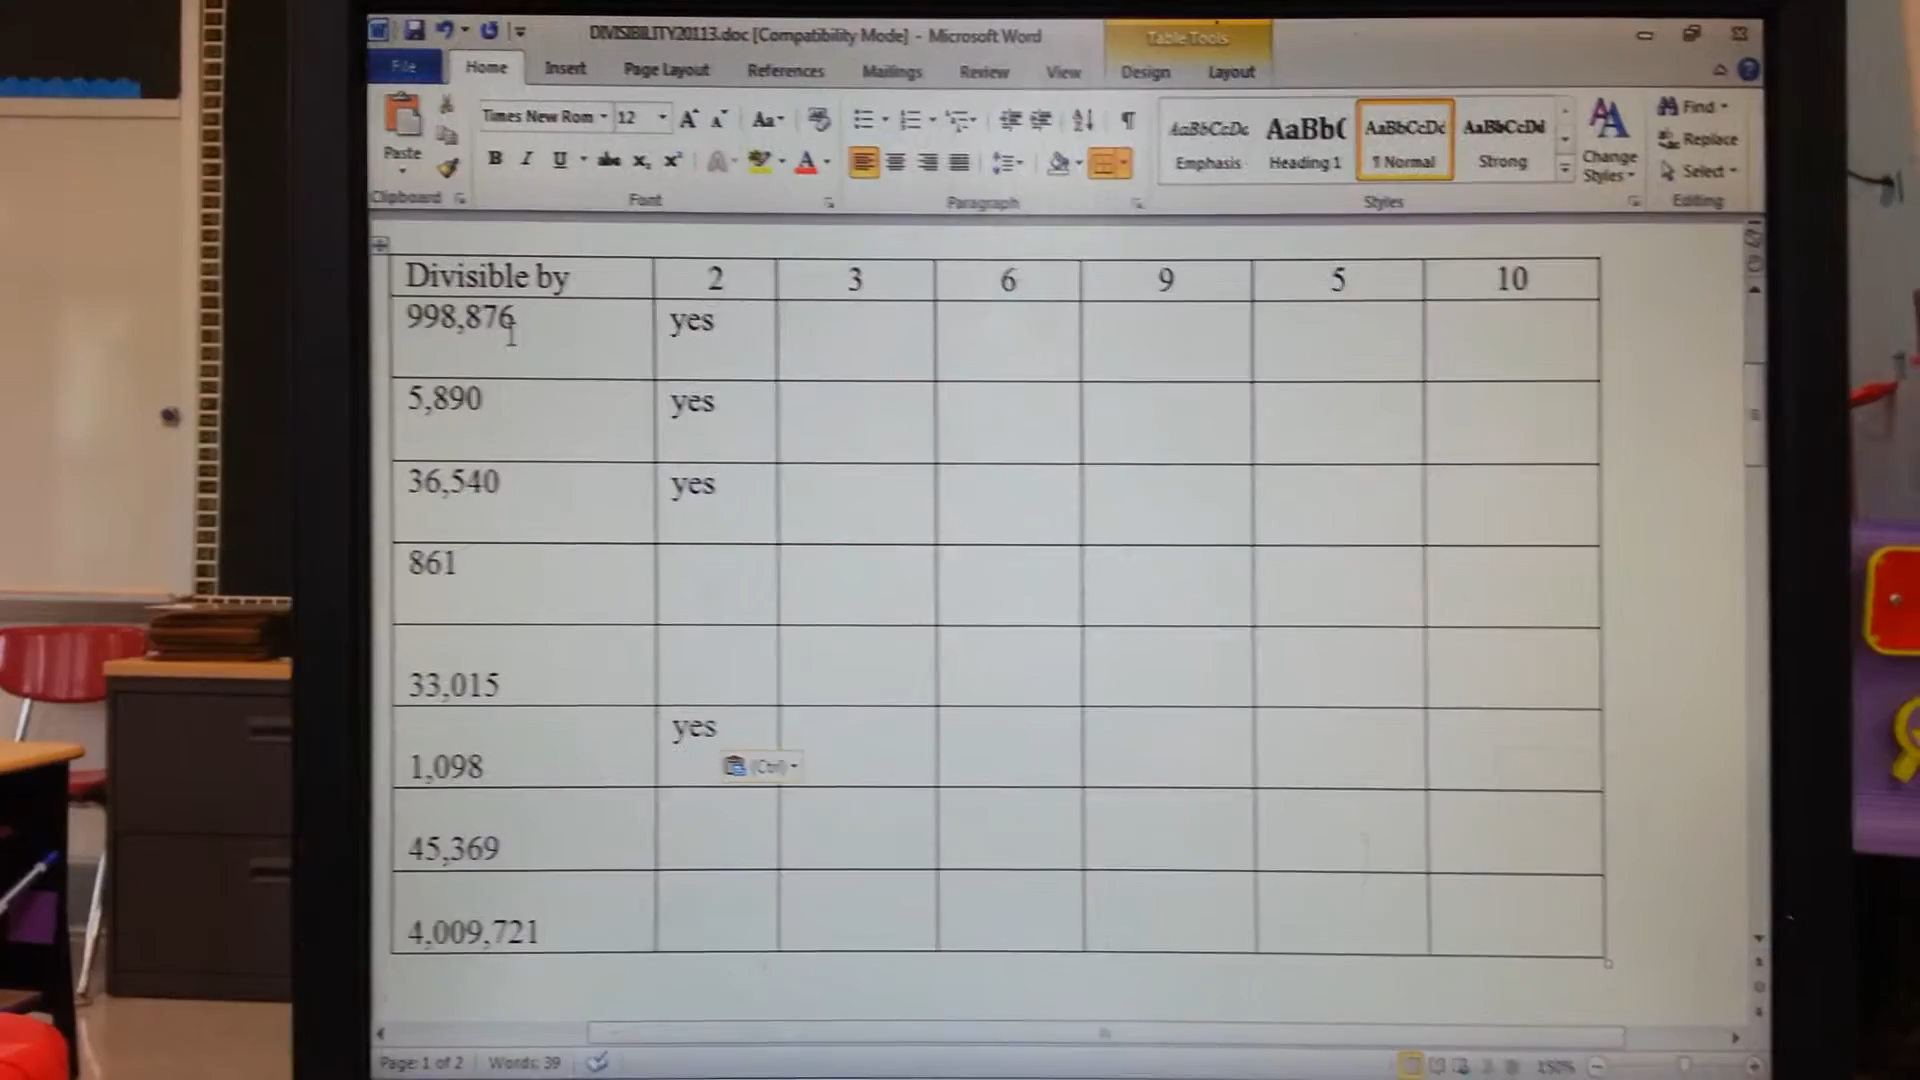 DIVISIBILITY20113.doc [Compatibility Mode] - Microsoft Word
Table Tools
File Home Insert Page Layout References Mailings Review View Design Layout
Times New Rom 12
AaBbCcDc AaBb( AaBbCcDc AaBbCcDd
Paste
Emphasis Heading 1 ¶ Normal Strong
Change Styles
Find
Replace
Select
Clipboard Font Paragraph Styles Editing
Divisible by 2 3 6 9 5 10
998,876 yes
5,890 yes
36,540 yes
861
33,015
1,098 yes
(Ctrl)
45,369
4,009,721
Page: 1 of 2 Words: 39 150%